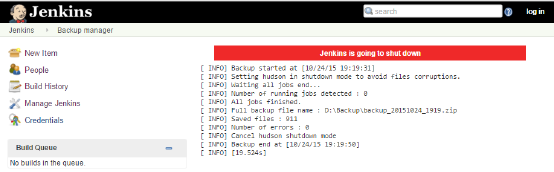 Jenkins
search
log in
Jenkins
Backup manager
New Item
People
Build History
Manage Jenkins
Credentials
Build Queue
No builds in the queue.
Jenkins is going to shut down
[ INFO] Backup started at [10/24/15 19:19:31]
[ INFO] Setting hudson in shutdown mode to avoid files corruptions.
[ INFO] Waiting all jobs end...
[ INFO] Number of running jobs detected : 0
[ INFO] All jobs finished.
[ INFO] Full backup file name : D:\Backup\backup_20151024_1919.zip
[ INFO] Saved files : 911
[ INFO] Number of errors : 0
[ INFO] Cancel hudson shutdown mode
[ INFO] Backup end at [10/24/15 19:19:50]
[ INFO] [19.524s]